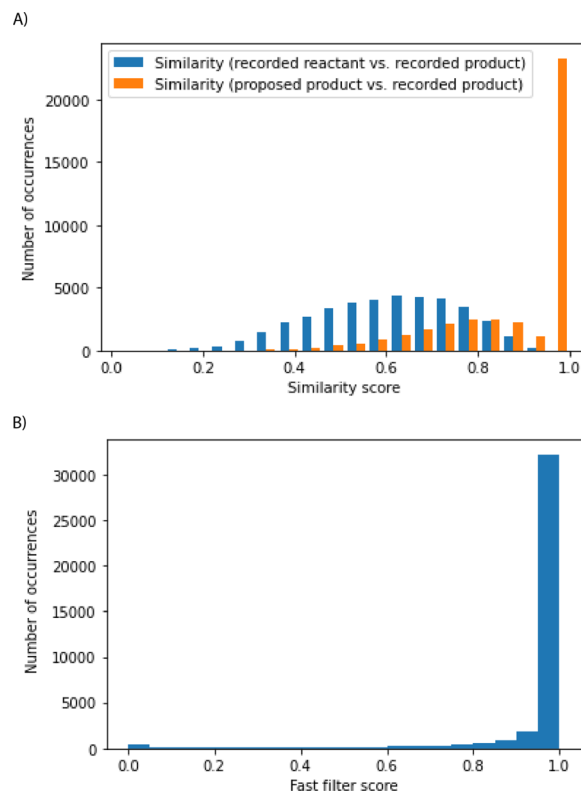 A)
Similarity (recorded reactant vs. recorded product)
Similarity (proposed product vs. recorded product)
Number of occurrences
20000
15000
10000
5000
0
0.0 0.2 0.4 0.6 0.8 1.0
Similarity score
B)
Number of occurrences
30000
25000
20000
15000
10000
5000
0
0.0 0.2 0.4 0.6 0.8 1.0
Fast filter score